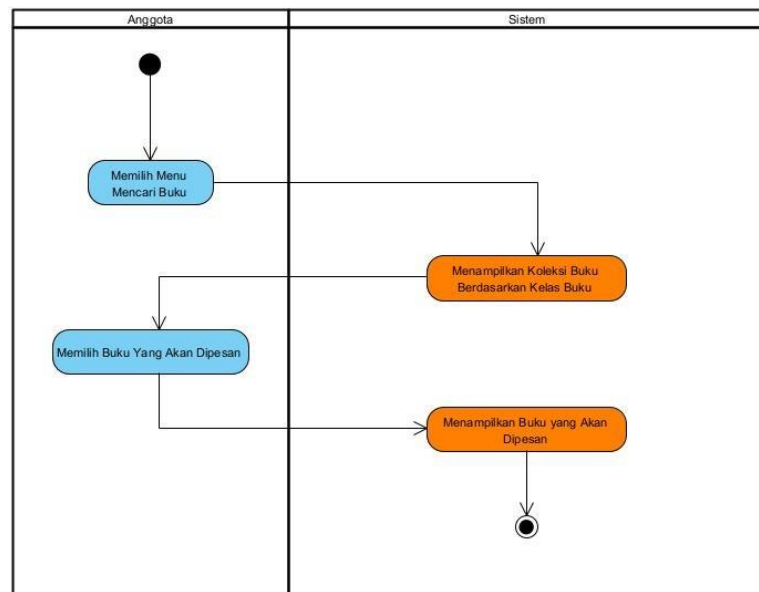 Anggota
Sistem
Memilih Menu
Mencari Buku
Menampilkan Koleksi Buku
Berdasarkan Kelas Buku
Memilih Buku Yang Akan Dipesan
Menampilkan Buku yang Akan
Dipesan